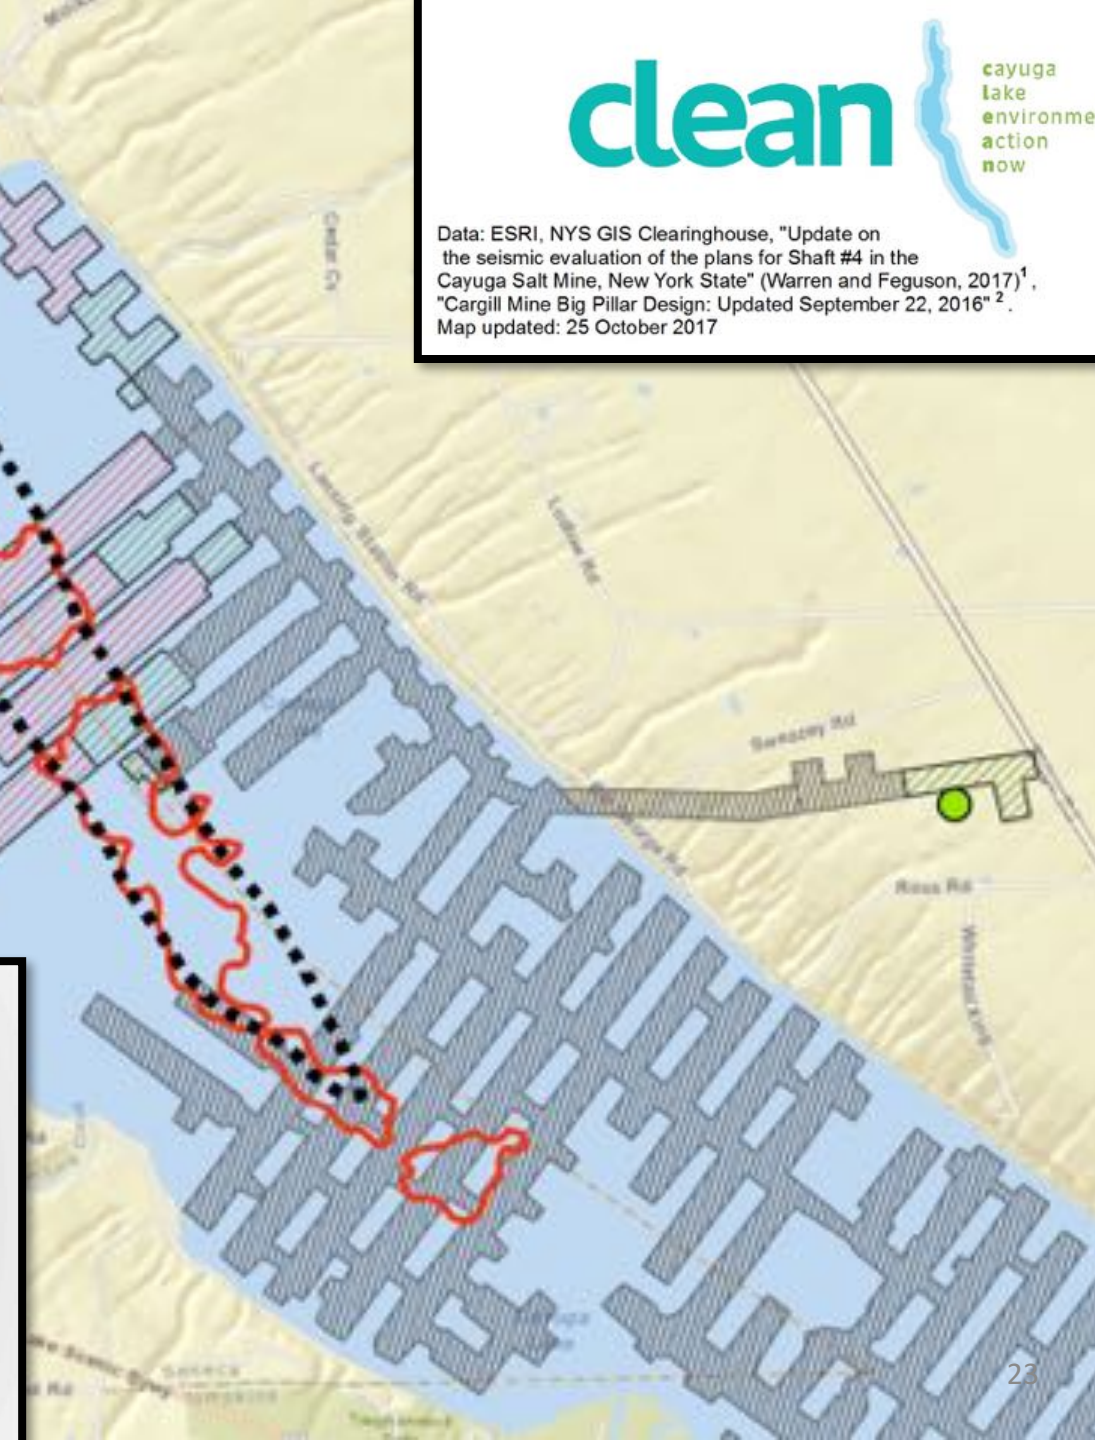 clean
cayuga
lake
environme
action
now
Data: ESRI, NYS GIS Clearinghouse, "Update on
the seismic evaluation of the plans for Shaft #4 in the
Cayuga Salt Mine, New York State" (Warren and Feguson, 2017)¹ ,
"Cargill Mine Big Pillar Design: Updated September 22, 2016" ² .
Map updated: 25 October 2017
Lansing Station Rd
Ludlow Rd
Sweazey Rd
Ross Rd
Seneca
Tompkins
23